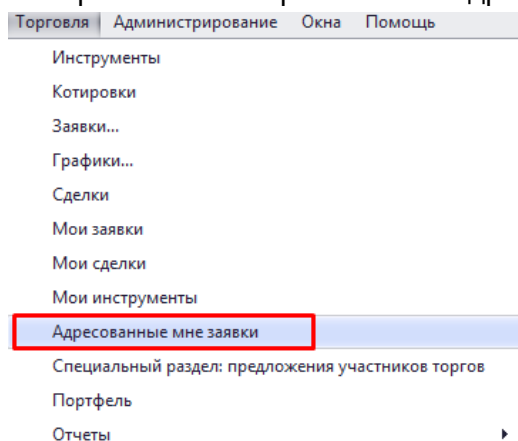 Торговля Администрирование Окна Помощь
Инструменты
Котировки
Заявки...
Графики...
Сделки
Мои заявки
Мои сделки
Мои инструменты
Адресованные мне заявки
Специальный раздел: предложения участников торгов
Портфель
Отчеты